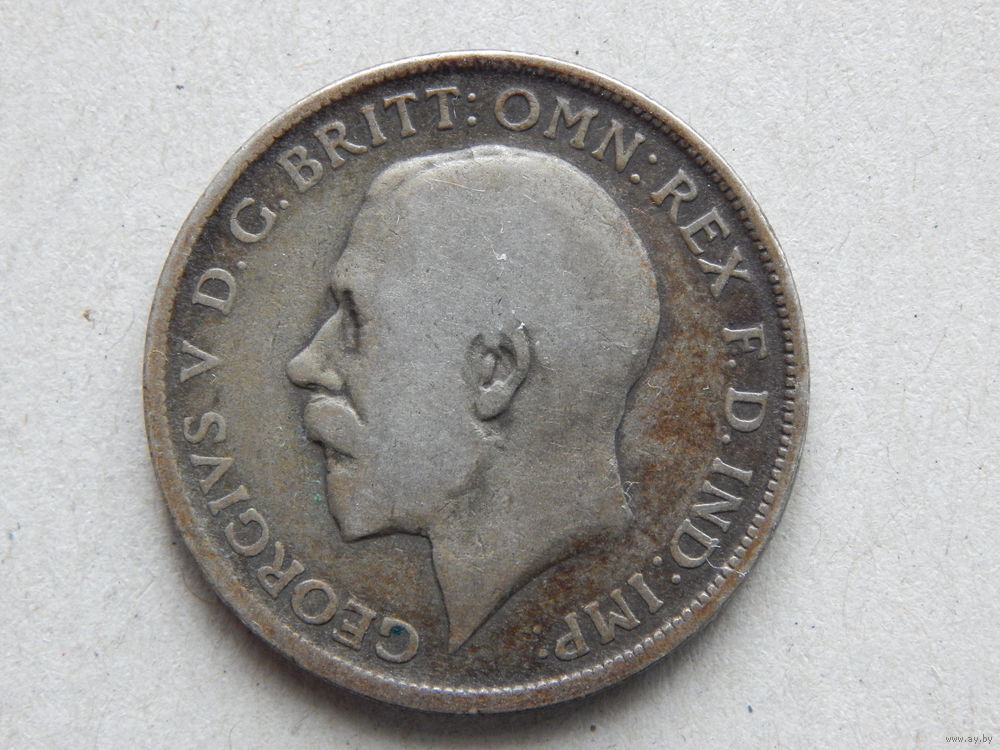 GEORGIVS V D. G. BRITT: OMN: REX F. D. IND: IMP:
www.ay.by